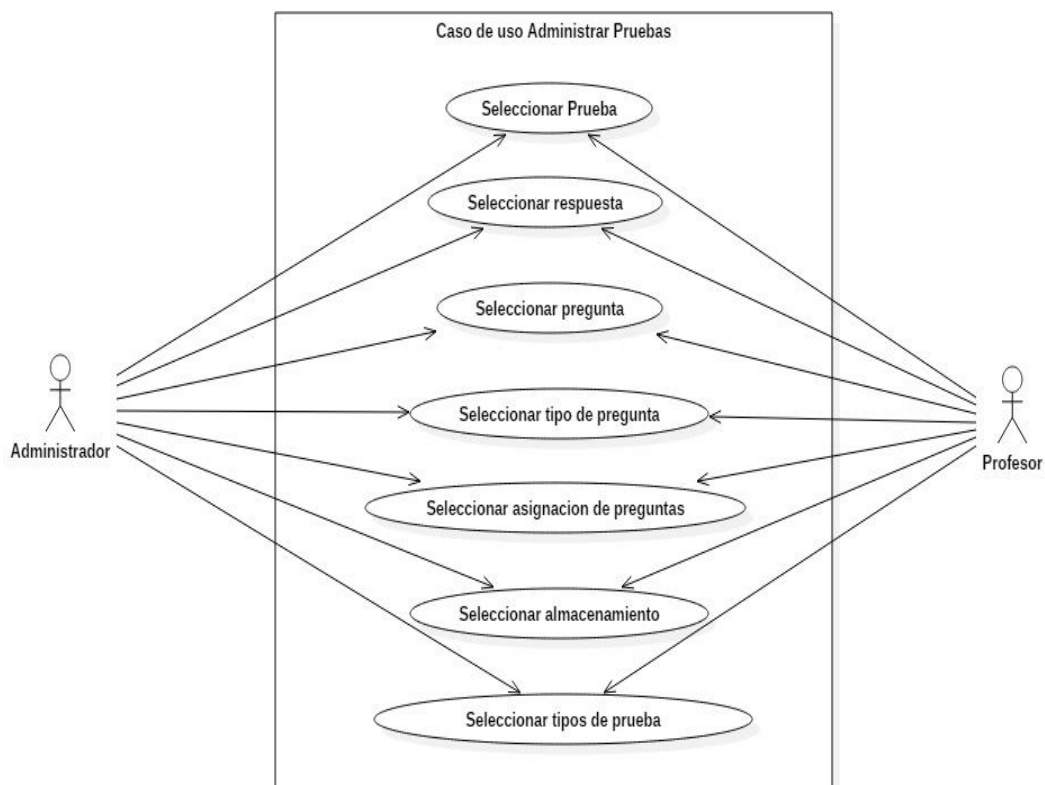 Caso de uso Administrar Pruebas
Seleccionar Prueba
Seleccionar respuesta
Seleccionar pregunta
Seleccionar tipo de pregunta
Administrador
Profesor
Seleccionar asignacion de preguntas
Seleccionar almacenamiento
Seleccionar tipos de prueba